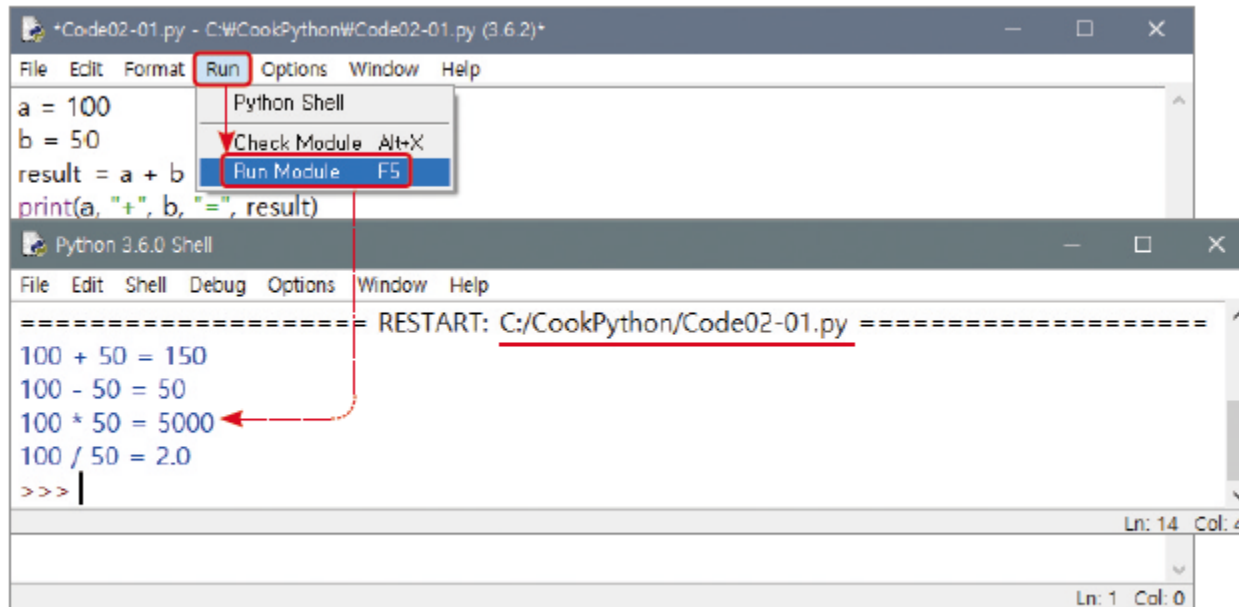 *Code02-01.py - C:₩CookPython₩Code02-01.py (3.6.2)*
File Edit Format Run Options Window Help
Python Shell
Check Module Alt+X
Run Module F5
a = 100
b = 50
result = a + b
print(a, "+", b, "=", result)
Python 3.6.0 Shell
File Edit Shell Debug Options Window Help
==================== RESTART: C:/CookPython/Code02-01.py ====================
100 + 50 = 150
100 - 50 = 50
100 * 50 = 5000
100 / 50 = 2.0
>>>
Ln: 14 Col: 4
Ln: 1 Col: 0